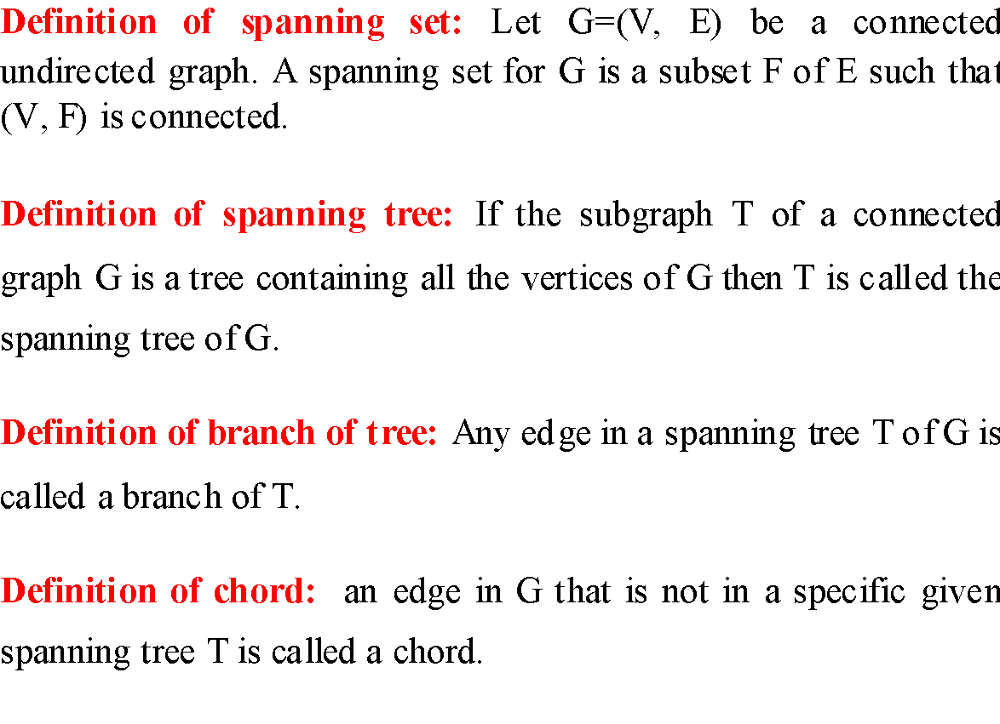 Definition of spanning set: Let G=(V, E) be a connected
undirected graph. A spanning set for G is a subset F of E such that
(V, F) is connected.
Definition of spanning tree: If the subgraph T of a connected
graph G is a tree containing all the vertices of G then T is called the
spanning tree of G.
Definition of branch of tree: Any edge in a spanning tree T of G is
called a branch of T.
Definition of chord: an edge in G that is not in a specific given
spanning tree T is called a chord.